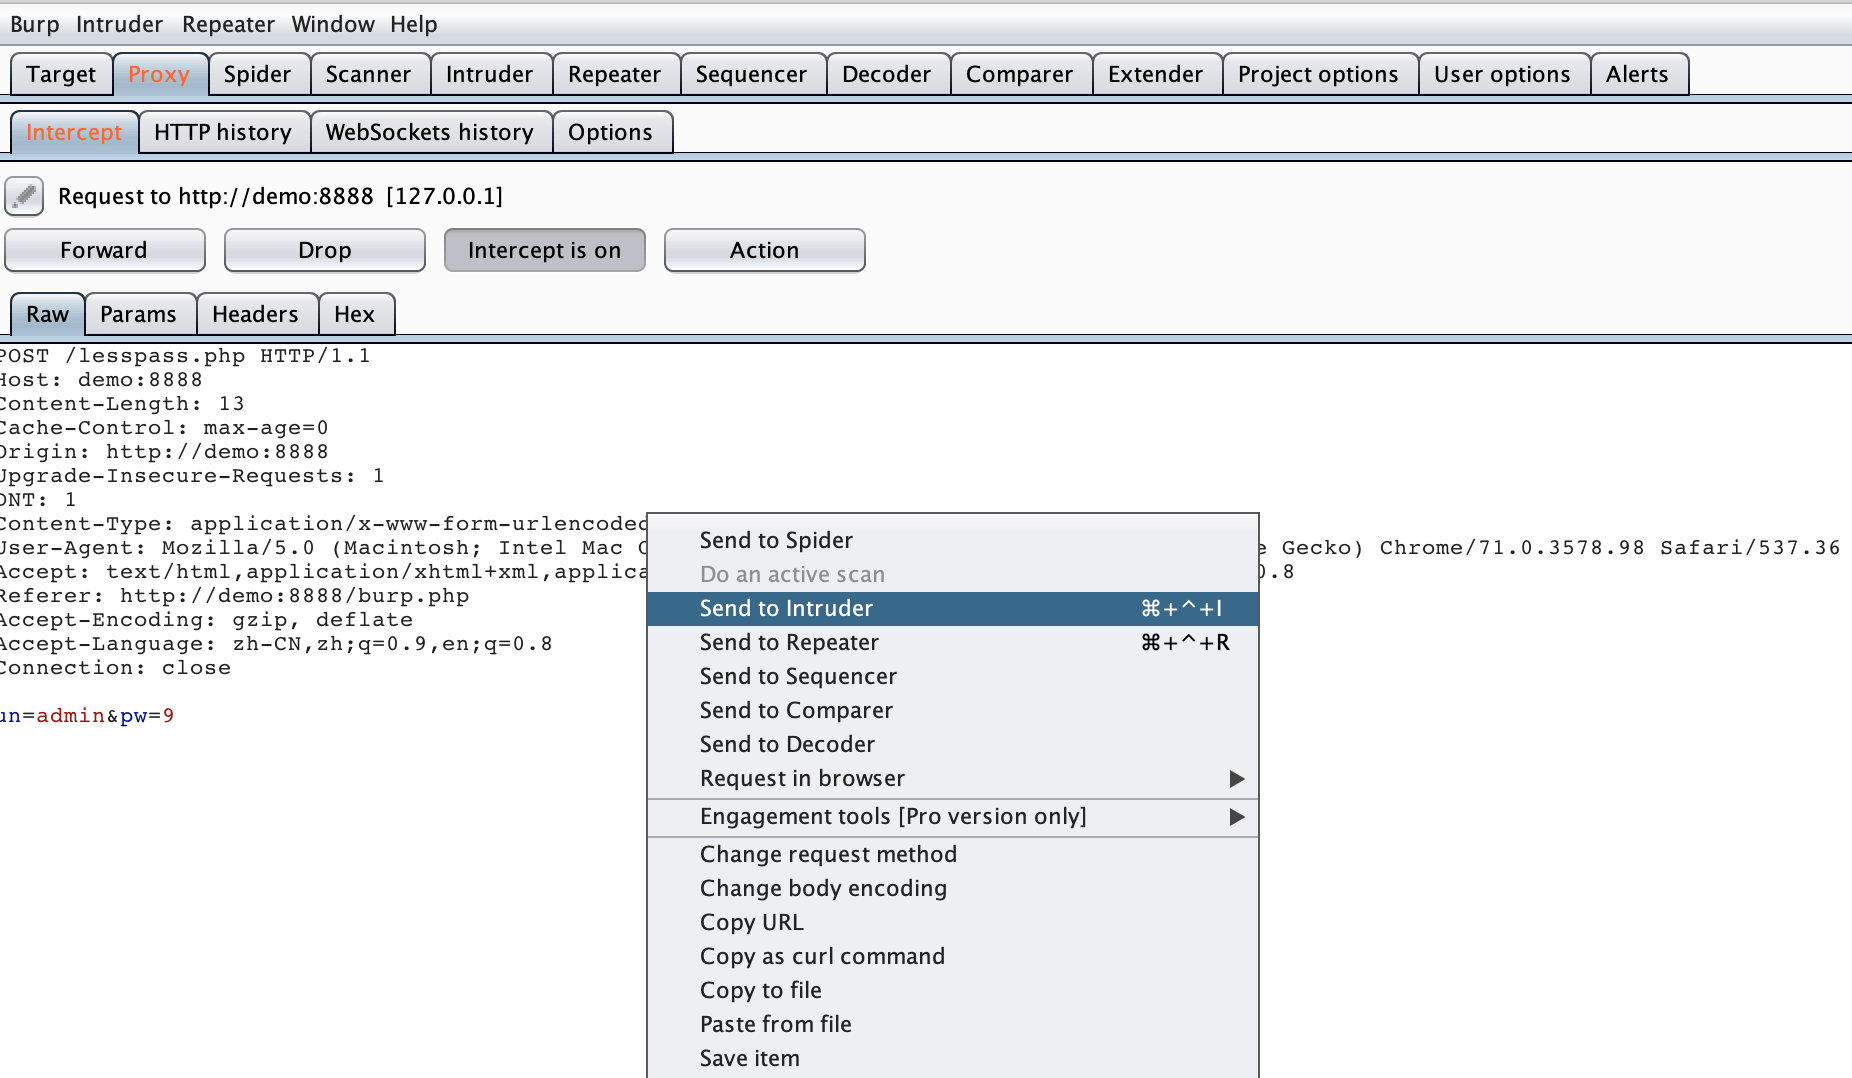 Burp Intruder Repeater Window Help
Target Proxy Spider Scanner Intruder Repeater Sequencer Decoder Comparer Extender Project options User options Alerts
Intercept HTTP history WebSockets history Options
Request to http://demo:8888 [127.0.0.1]
Forward Drop Intercept is on Action
Raw Params Headers Hex
POST /lesspass.php HTTP/1.1
Host: demo:8888
Content-Length: 13
Cache-Control: max-age=0
Origin: http://demo:8888
Upgrade-Insecure-Requests: 1
DNT: 1
Content-Type: application/x-www-form-urlencoded
User-Agent: Mozilla/5.0 (Macintosh; Intel Mac e Gecko) Chrome/71.0.3578.98 Safari/537.36
Accept: text/html,application/xhtml+xml,applica 0.8
Referer: http://demo:8888/burp.php
Accept-Encoding: gzip, deflate
Accept-Language: zh-CN,zh;q=0.9,en;q=0.8
Connection: close
un=admin&pw=9
Send to Spider
Do an active scan
Send to Intruder ⌘+^+I
Send to Repeater ⌘+^+R
Send to Sequencer
Send to Comparer
Send to Decoder
Request in browser
Engagement tools [Pro version only]
Change request method
Change body encoding
Copy URL
Copy as curl command
Copy to file
Paste from file
Save item